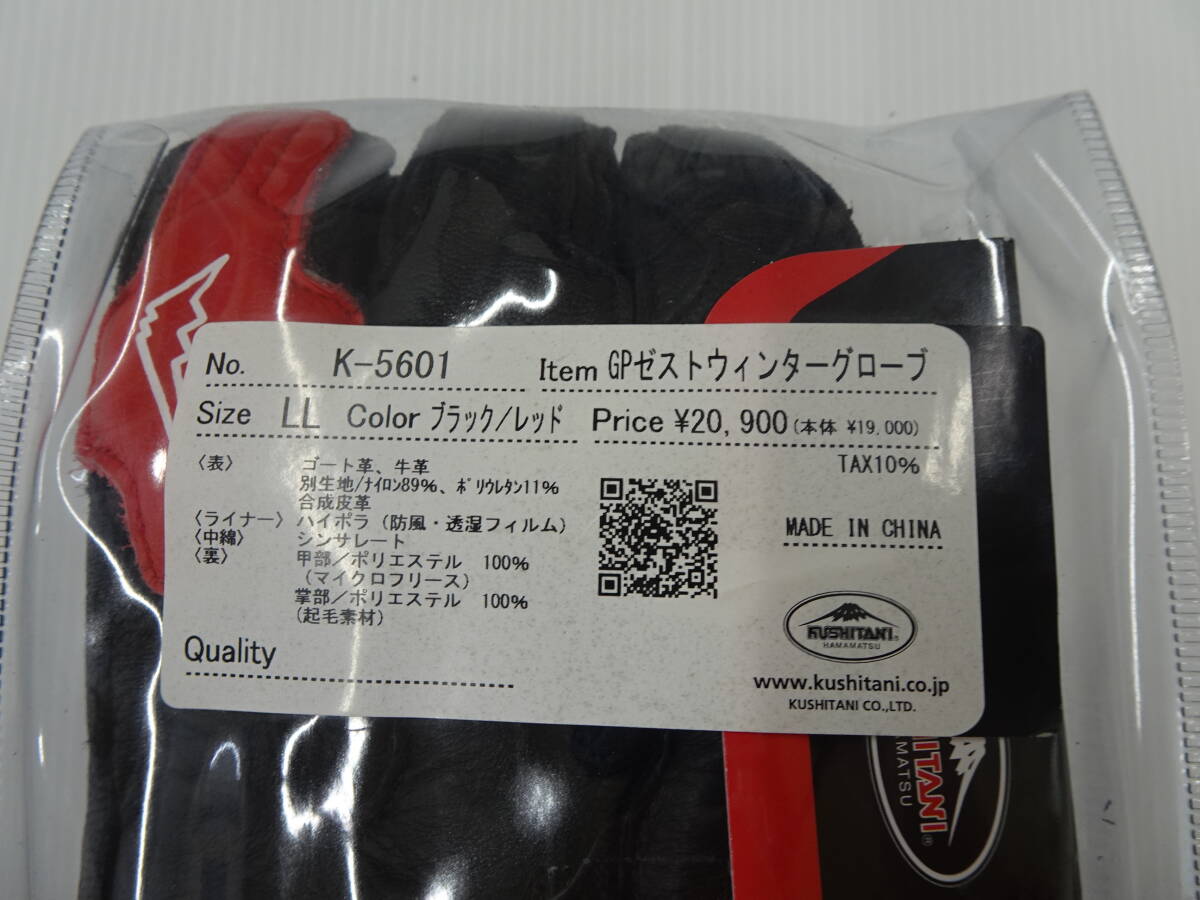 No. K-5601 Item GPゼストウィンターグローブ
Size LL Color ブラック/レッド Price ¥20,900(本体 ¥19,000)
TAX10%
〈表〉 ゴート革、牛革
別生地/ﾅｲﾛﾝ89%、ﾎﾟﾘｳﾚﾀﾝ11%
合成皮革
〈ライナー〉 ハイポラ（防風・透湿フィルム）
〈中綿〉 シンサレート
〈裏〉 甲部／ポリエステル 100%
（マイクロフリース）
掌部／ポリエステル 100%
(起毛素材)
Quality
MADE IN CHINA
KUSHITANI®
HAMAMATSU
www.kushitani.co.jp
KUSHITANI CO.,LTD.
HITANI®
AMATSU